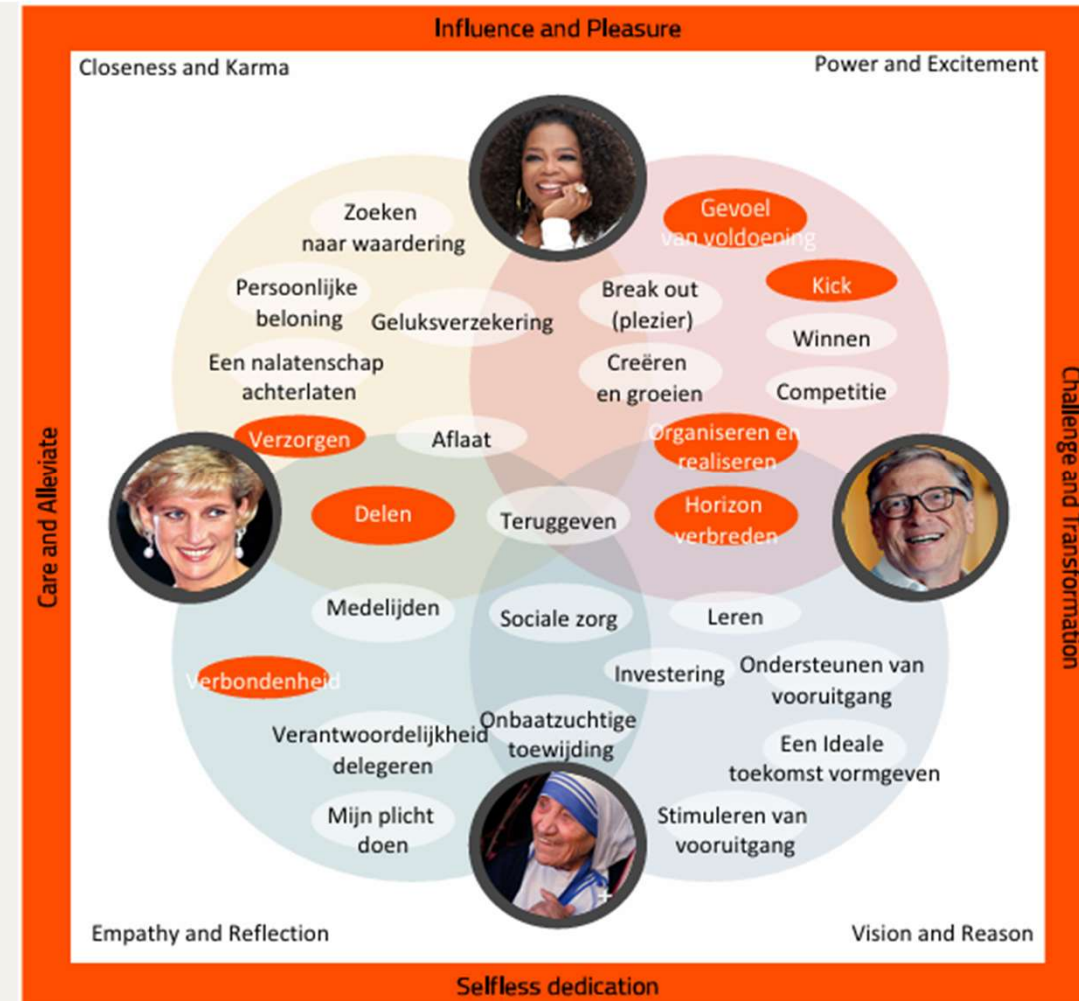 Influence and Pleasure
Closeness and Karma
Power and Excitement
Zoeken
naar waardering
Gevoel
van voldoening
Persoonlijke
beloning
Geluksverzekering
Break out
(plezier)
Kick
Winnen
Een nalatenschap
achterlaten
Creëren
en groeien
Competitie
Verzorgen
Aflaat
Organiseren en
realiseren
Delen
Teruggeven
Horizon
verbreden
Care and Alleviate
Challenge and Transformation
Medelijden
Sociale zorg
Leren
Verbondenheid
Investering
Ondersteunen van
vooruitgang
Verantwoordelijkheid
delegeren
Onbaatzuchtige
toewijding
Een Ideale
toekomst vormgeven
Mijn plicht
doen
Stimuleren van
vooruitgang
Empathy and Reflection
Vision and Reason
Selfless dedication